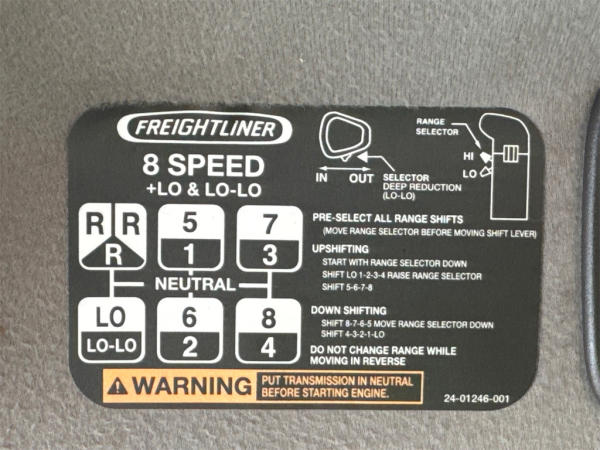 FREIGHTLINER
8 SPEED
+LO & LO-LO
R R
R
5
1
7
3
NEUTRAL
LO
LO-LO
6
2
8
4
RANGE
SELECTOR
HI
LO
IN OUT
SELECTOR
DEEP REDUCTION
(LO-LO)
PRE-SELECT ALL RANGE SHIFTS
(MOVE RANGE SELECTOR BEFORE MOVING SHIFT LEVER)
UPSHIFTING
START WITH RANGE SELECTOR DOWN
SHIFT LO 1-2-3-4 RAISE RANGE SELECTOR
SHIFT 5-6-7-8
DOWN SHIFTING
SHIFT 8-7-6-5 MOVE RANGE SELECTOR DOWN
SHIFT 4-3-2-1-LO
DO NOT CHANGE RANGE WHILE
MOVING IN REVERSE
WARNING
PUT TRANSMISSION IN NEUTRAL
BEFORE STARTING ENGINE.
24-01246-001